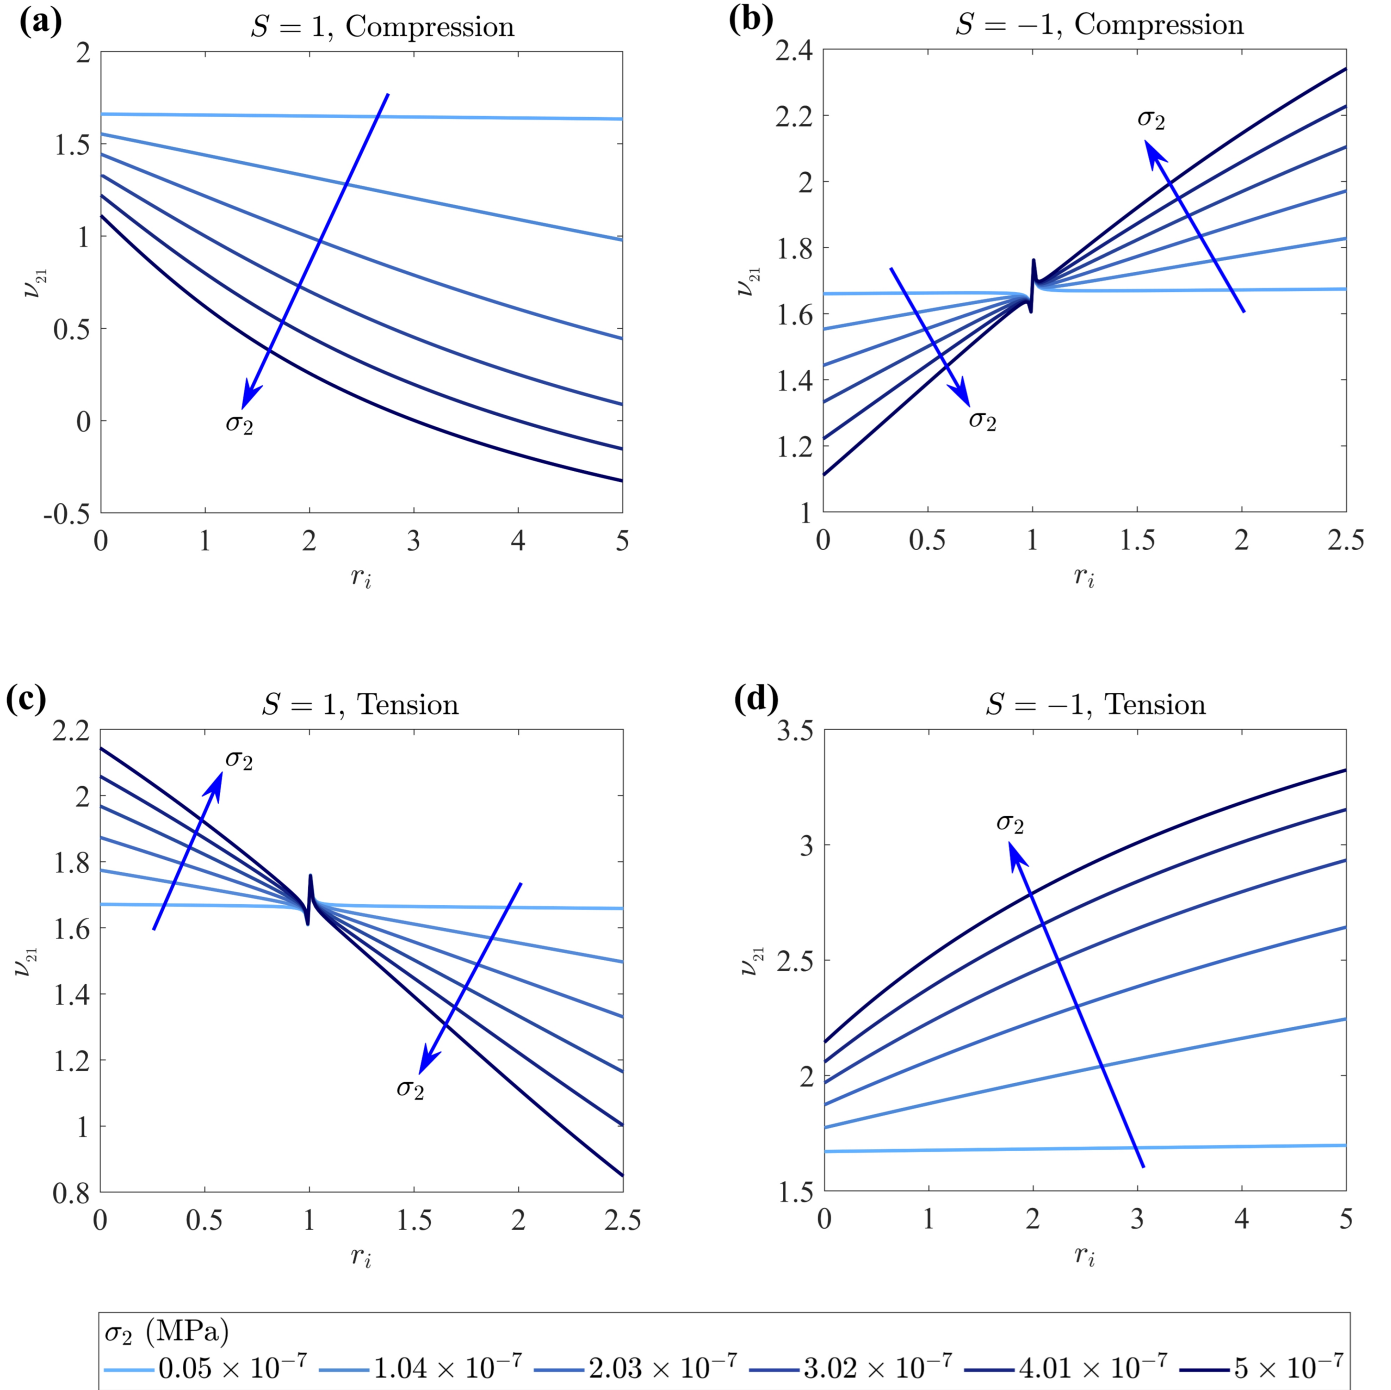 (a)
S = 1, Compression
2
1.5
1
0.5
0
-0.5
ν₂₁
σ₂
0 1 2 3 4 5
rᵢ
(b)
S = −1, Compression
2.4
2.2
2
1.8
1.6
1.4
1.2
1
ν₂₁
σ₂
σ₂
0 0.5 1 1.5 2 2.5
rᵢ
(c)
S = 1, Tension
2.2
2
1.8
1.6
1.4
1.2
1
0.8
ν₂₁
σ₂
σ₂
0 0.5 1 1.5 2 2.5
rᵢ
(d)
S = −1, Tension
3.5
3
2.5
2
1.5
ν₂₁
σ₂
0 1 2 3 4 5
rᵢ
σ₂ (MPa)
0.05 × 10⁻⁷ 1.04 × 10⁻⁷ 2.03 × 10⁻⁷ 3.02 × 10⁻⁷ 4.01 × 10⁻⁷ 5 × 10⁻⁷